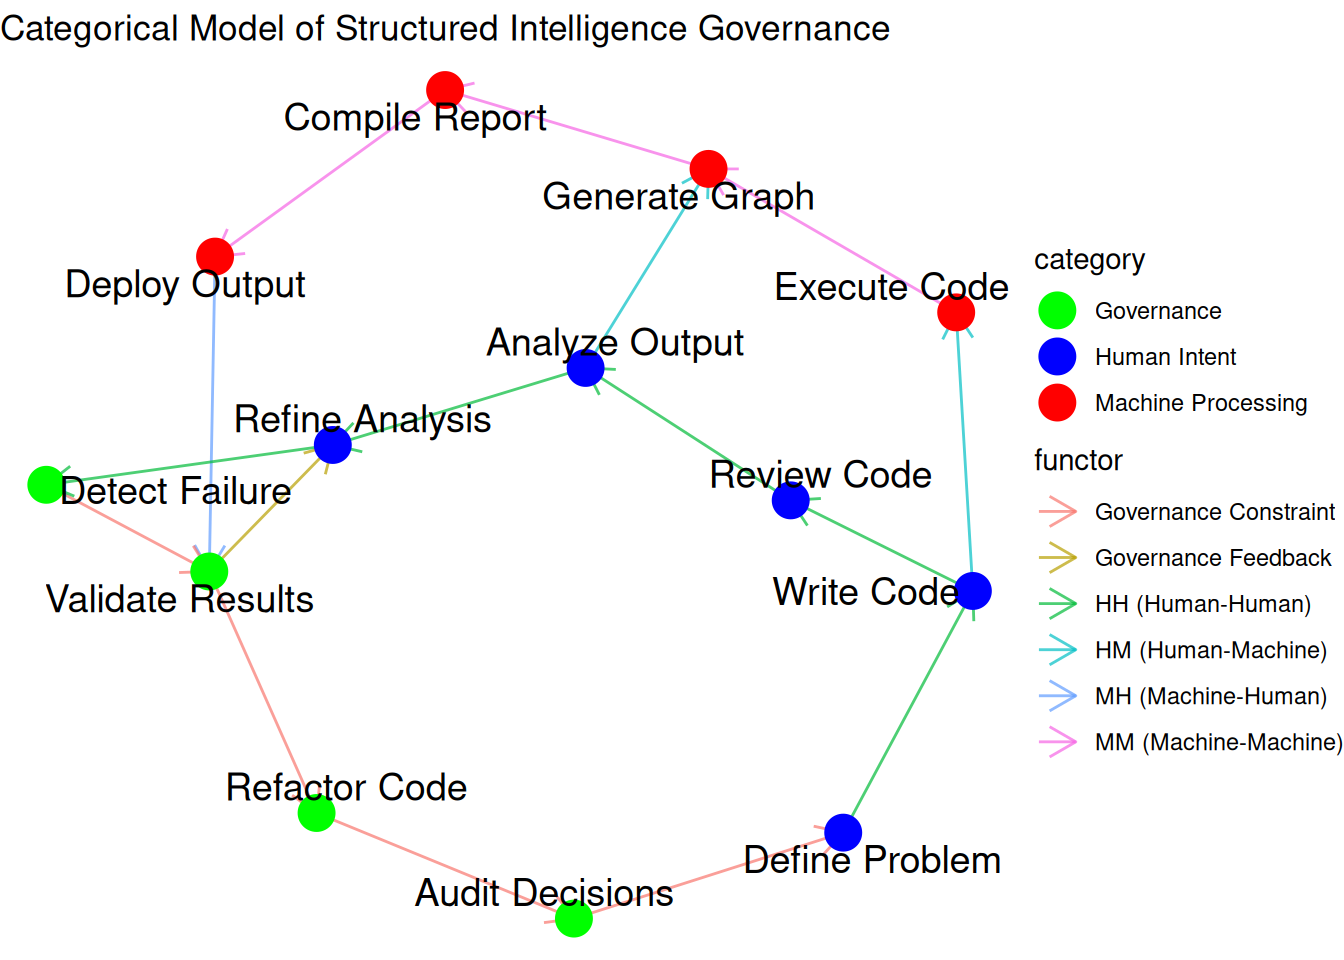 Categorical Model of Structured Intelligence Governance
Compile Report
Generate Graph
Deploy Output
Execute Code
Analyze Output
Refine Analysis
Detect Failure
Review Code
Validate Results
Write Code
Refactor Code
Define Problem
Audit Decisions
category
Governance
Human Intent
Machine Processing
functor
Governance Constraint
Governance Feedback
HH (Human-Human)
HM (Human-Machine)
MH (Machine-Human)
MM (Machine-Machine)